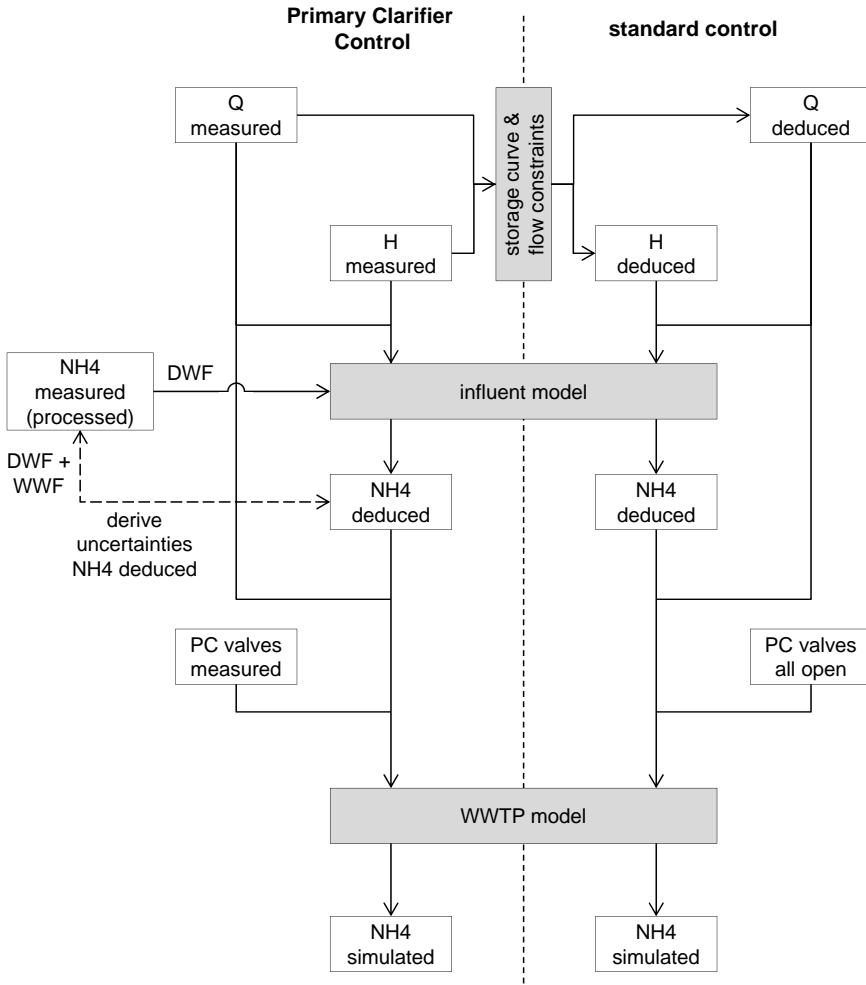 Primary Clarifier
Control
standard control
Q
measured
storage curve &
flow constraints
Q
deduced
H
measured
H
deduced
NH4
measured
(processed)
DWF
influent model
DWF +
WWF
NH4
deduced
NH4
deduced
derive
uncertainties
NH4 deduced
PC valves
measured
PC valves
all open
WWTP model
NH4
simulated
NH4
simulated